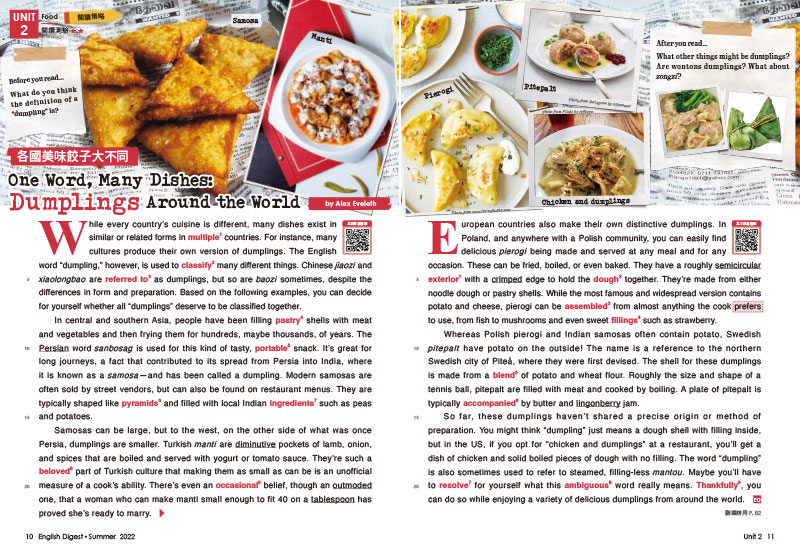 UNIT
2
Food
閱讀策略
閱讀測驗 ★★
Before you read...
What do you think
the definition of a
"dumpling" is?
Samosa
Manti
Pierogi
Pitepalt
Chicken and dumplings
After you read...
What other things might be dumplings?
Are wontons dumplings? What about
zongzi?
各國美味餃子大不同
One Word, Many Dishes:
Dumplings Around the World
by Alex Eveleth
While every country's cuisine is different, many dishes exist in
similar or related forms in multiple1 countries. For instance, many
cultures produce their own version of dumplings. The English
word "dumpling," however, is used to classify2 many different things. Chinese jiaozi and
5 xiaolongbao are referred to3 as dumplings, but so are baozi sometimes, despite the
differences in form and preparation. Based on the following examples, you can decide
for yourself whether all "dumplings" deserve to be classified together.
In central and southern Asia, people have been filling pastry4 shells with meat
and vegetables and then frying them for hundreds, maybe thousands, of years. The
10 Persian word sanbosag is used for this kind of tasty, portable5 snack. It's great for
long journeys, a fact that contributed to its spread from Persia into India, where
it is known as a samosa—and has been called a dumpling. Modern samosas are
often sold by street vendors, but can also be found on restaurant menus. They are
typically shaped like pyramids6 and filled with local Indian ingredients7 such as peas
15 and potatoes.
Samosas can be large, but to the west, on the other side of what was once
Persia, dumplings are smaller. Turkish manti are diminutive pockets of lamb, onion,
and spices that are boiled and served with yogurt or tomato sauce. They're such a
beloved8 part of Turkish culture that making them as small as can be is an unofficial
20 measure of a cook's ability. There's even an occasional9 belief, though an outmoded
one, that a woman who can make manti small enough to fit 40 on a tablespoon has
proved she's ready to marry.
European countries also make their own distinctive dumplings. In
Poland, and anywhere with a Polish community, you can easily find
delicious pierogi being made and served at any meal and for any
occasion. These can be fried, boiled, or even baked. They have a roughly semicircular
5 exterior1 with a crimped edge to hold the dough2 together. They're made from either
noodle dough or pastry shells. While the most famous and widespread version contains
potato and cheese, pierogi can be assembled3 from almost anything the cook prefers
to use, from fish to mushrooms and even sweet fillings4 such as strawberry.
Whereas Polish pierogi and Indian samosas often contain potato, Swedish
10 pitepalt have potato on the outside! The name is a reference to the northern
Swedish city of Piteå, where they were first devised. The shell for these dumplings
is made from a blend5 of potato and wheat flour. Roughly the size and shape of a
tennis ball, pitepalt are filled with meat and cooked by boiling. A plate of pitepalt is
typically accompanied6 by butter and lingonberry jam.
15 So far, these dumplings haven't shared a precise origin or method of
preparation. You might think "dumpling" just means a dough shell with filling inside,
but in the US, if you opt for "chicken and dumplings" at a restaurant, you'll get a
dish of chicken and solid boiled pieces of dough with no filling. The word "dumpling"
is also sometimes used to refer to steamed, filling-less mantou. Maybe you'll have
20 to resolve7 for yourself what this ambiguous8 word really means. Thankfully9, you
can do so while enjoying a variety of delicious dumplings from around the world.
翻譯詳見 P. 82
10 English Digest • Summer 2022
Unit 2 11